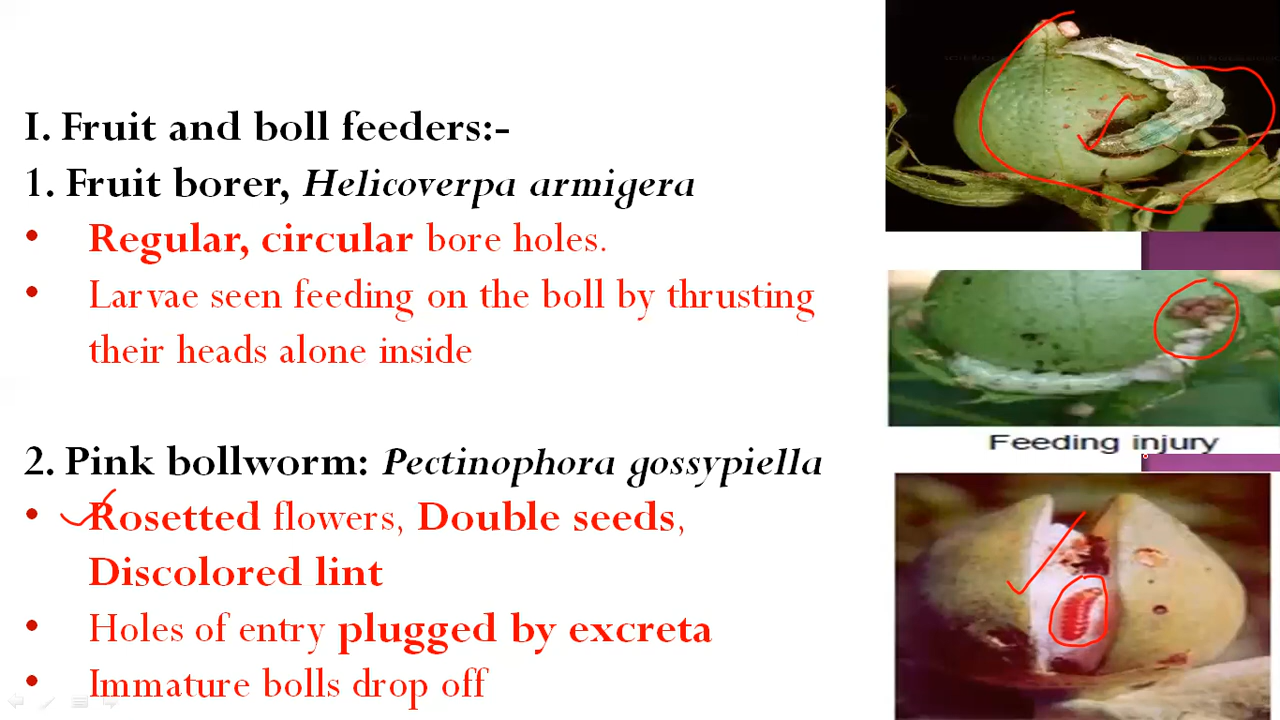 I. Fruit and boll feeders:-
1. Fruit borer, Helicoverpa armigera
• Regular, circular bore holes.
• Larvae seen feeding on the boll by thrusting
their heads alone inside
2. Pink bollworm: Pectinophora gossypiella
• Rosetted flowers, Double seeds,
Discolored lint
• Holes of entry plugged by excreta
• Immature bolls drop off
Feeding injury